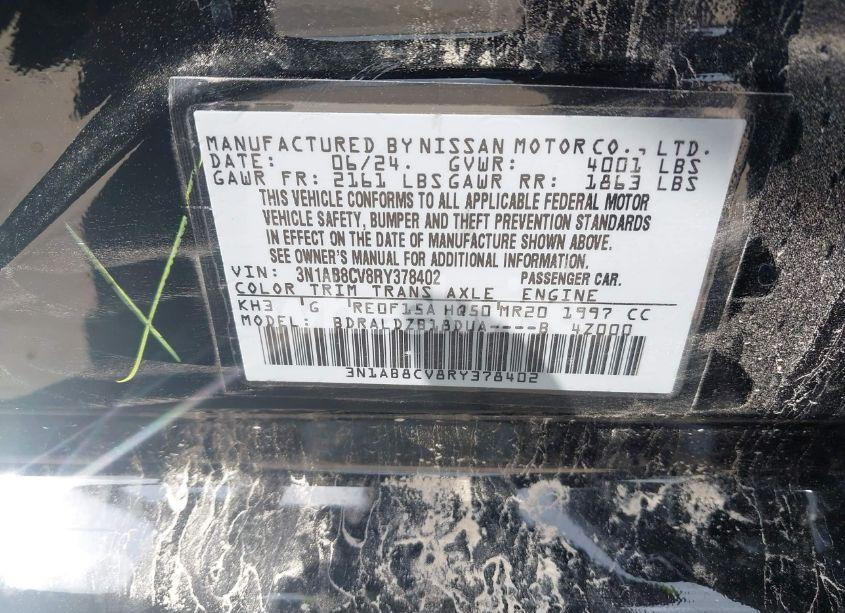 MANUFACTURED BY NISSAN MOTOR CO., LTD.
DATE: 06/24. GVWR: 4001 LBS
GAWR FR: 2161 LBS GAWR RR: 1863 LBS
THIS VEHICLE CONFORMS TO ALL APPLICABLE FEDERAL MOTOR
VEHICLE SAFETY, BUMPER AND THEFT PREVENTION STANDARDS
IN EFFECT ON THE DATE OF MANUFACTURE SHOWN ABOVE.
SEE OWNER'S MANUAL FOR ADDITIONAL INFORMATION.
VIN: 3N1AB8CV8RY378402 PASSENGER CAR.
COLOR TRIM TRANS AXLE ENGINE
KH3 G RE0F15A HQ50 MR20 1997 CC
MODEL: BDRALDZB18DUA----B 4Z000
3N1AB8CV8RY378402